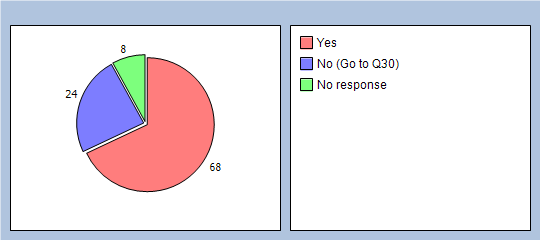 8
24
68
Yes
No (Go to Q30)
No response